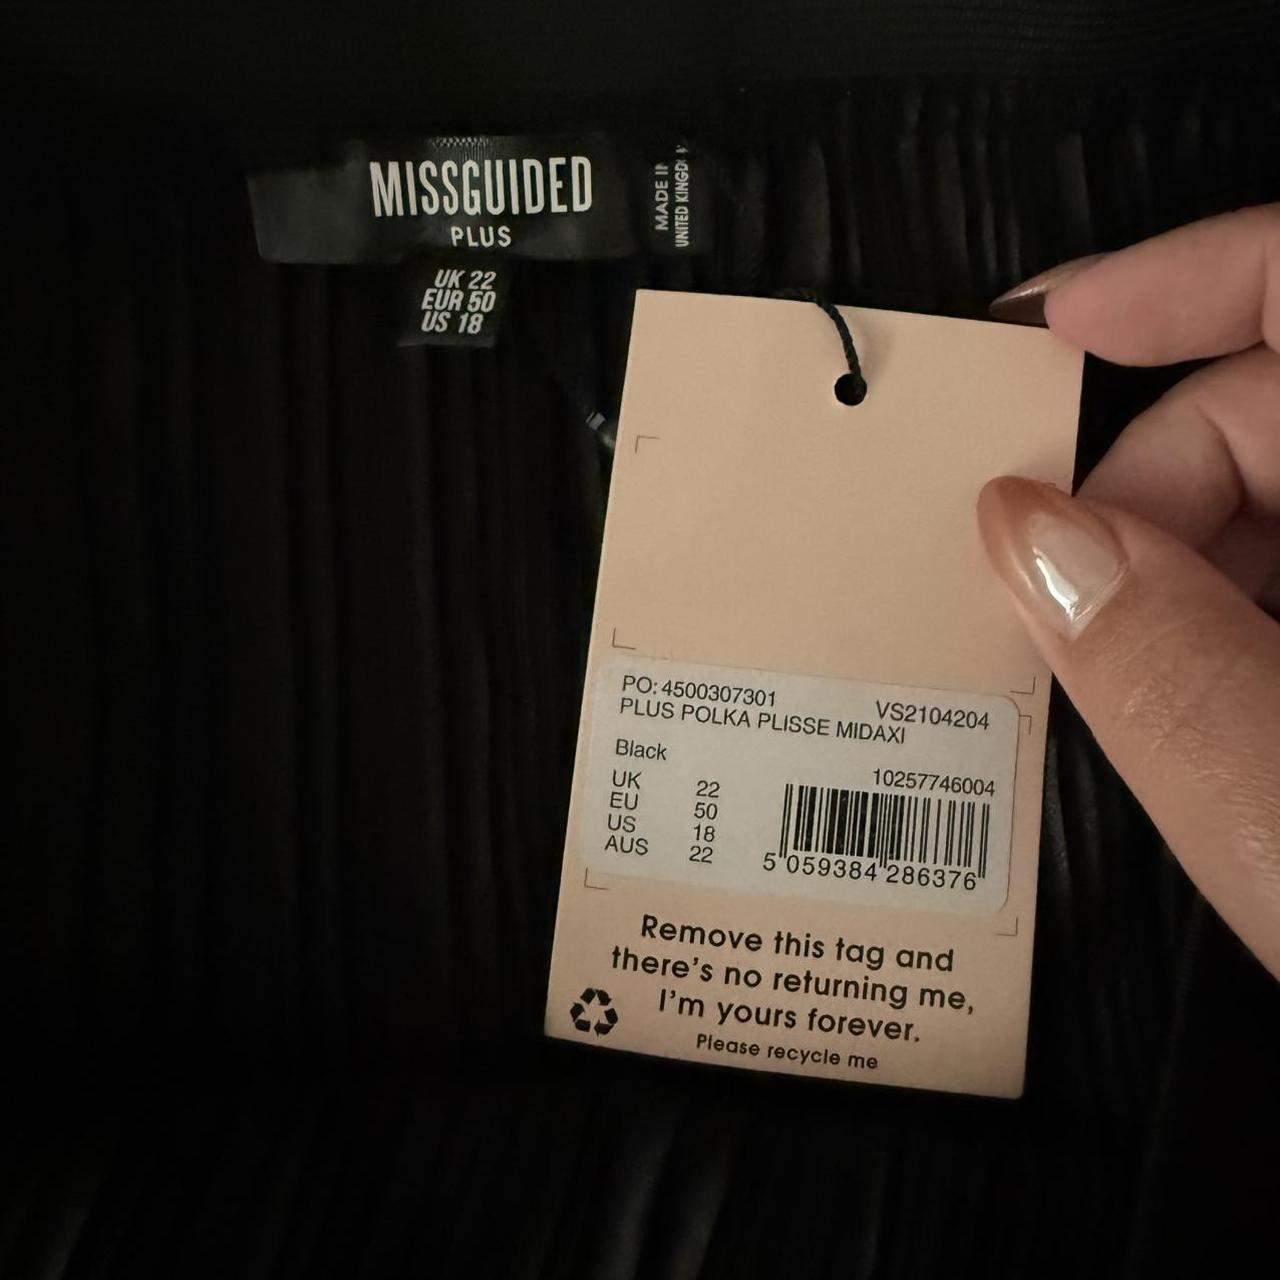 MISSGUIDED
PLUS
MADE IN
UNITED KINGDOM
UK 22
EUR 50
US 18
PO: 4500307301 VS2104204
PLUS POLKA PLISSE MIDAXI
Black
10257746004
UK 22
EU 50
US 18
AUS 22
5 059384 286376
Remove this tag and
there's no returning me,
I'm yours forever.
Please recycle me